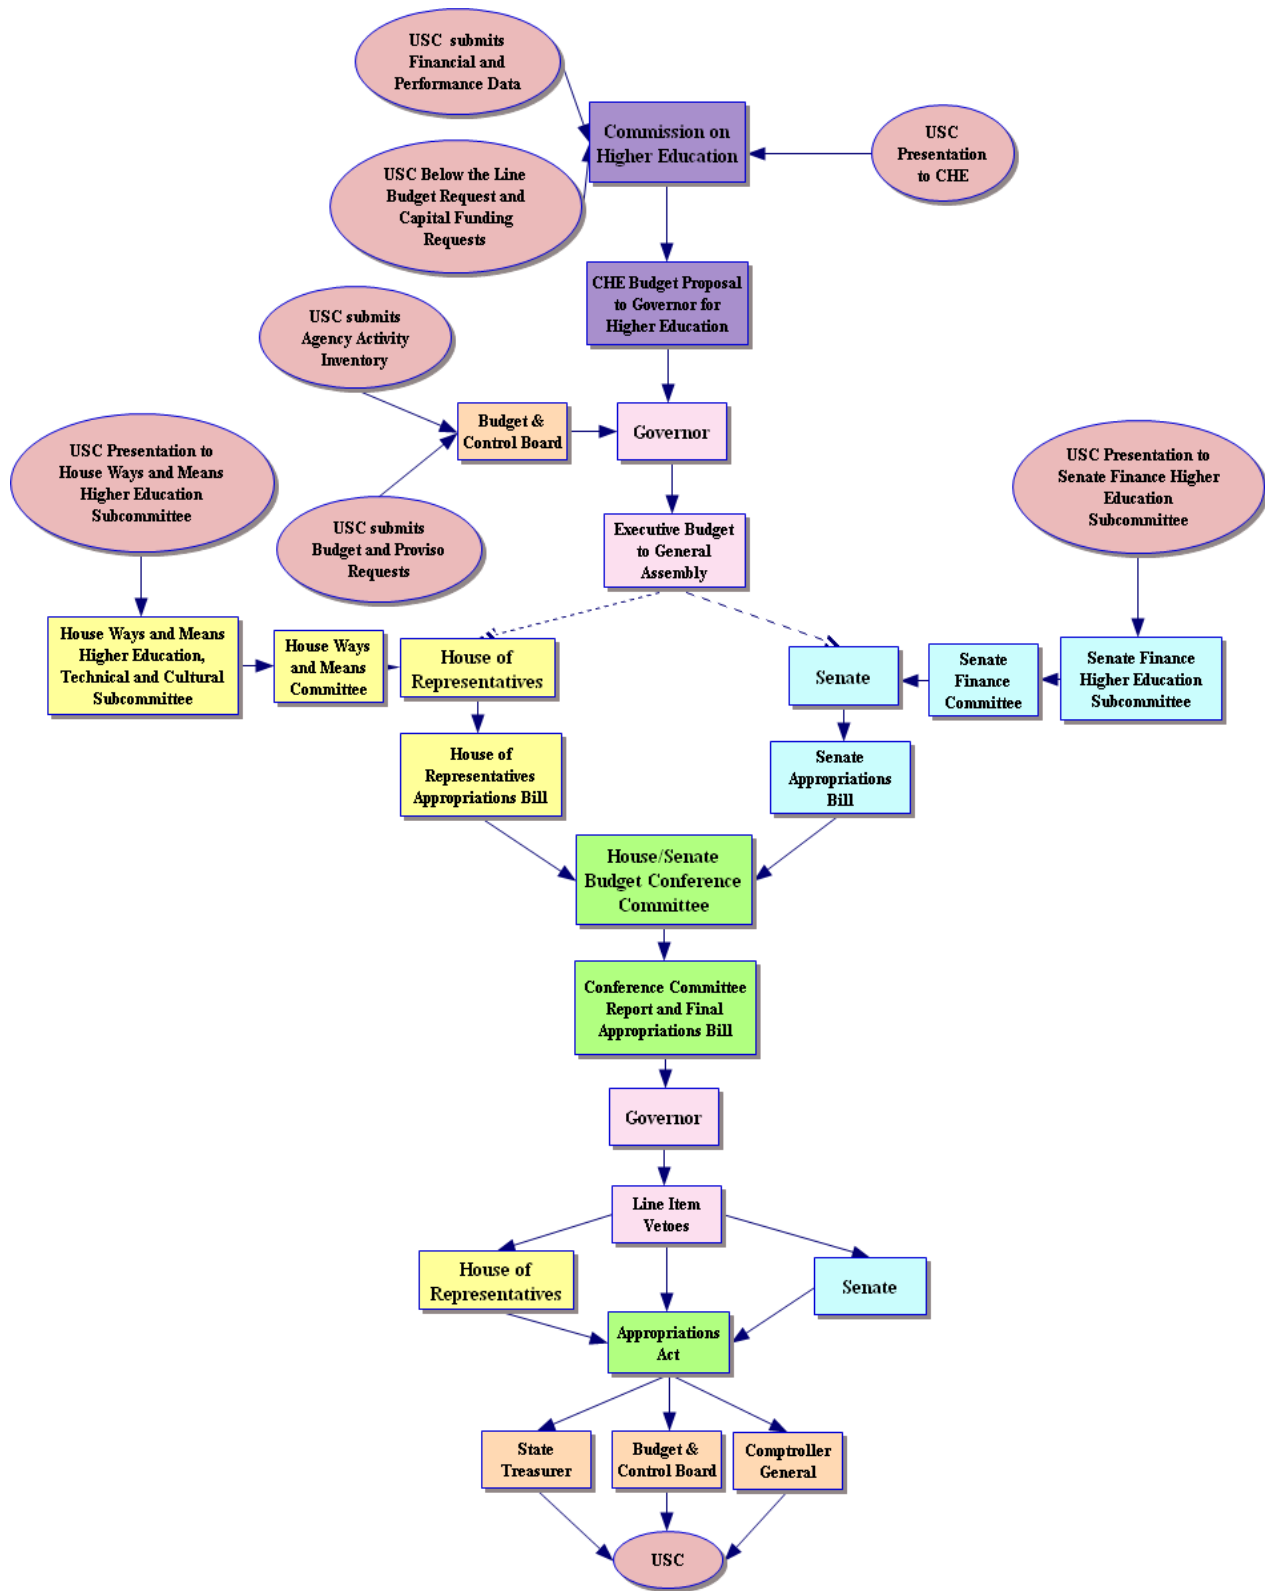 USC submits
Financial and
Performance Data
Commission on
Higher Education
USC
Presentation
to CHE
USC Below the Line
Budget Request and
Capital Funding
Requests
CHE Budget Proposal
to Governor for
Higher Education
USC submits
Agency Activity
Inventory
Budget &
Control Board
Governor
USC Presentation to
House Ways and Means
Higher Education
Subcommittee
USC Presentation to
Senate Finance Higher
Education
Subcommittee
USC submits
Budget and Proviso
Requests
Executive Budget
to General
Assembly
House Ways and Means
Higher Education,
Technical and Cultural
Subcommittee
House Ways
and Means
Committee
House of
Representatives
Senate
Senate
Finance
Committee
Senate Finance
Higher Education
Subcommittee
House of
Representatives
Appropriations Bill
Senate
Appropriations
Bill
House/Senate
Budget Conference
Committee
Conference Committee
Report and Final
Appropriations Bill
Governor
Line Item
Vetoes
House of
Representatives
Senate
Appropriations
Act
State
Treasurer
Budget &
Control Board
Comptroller
General
USC